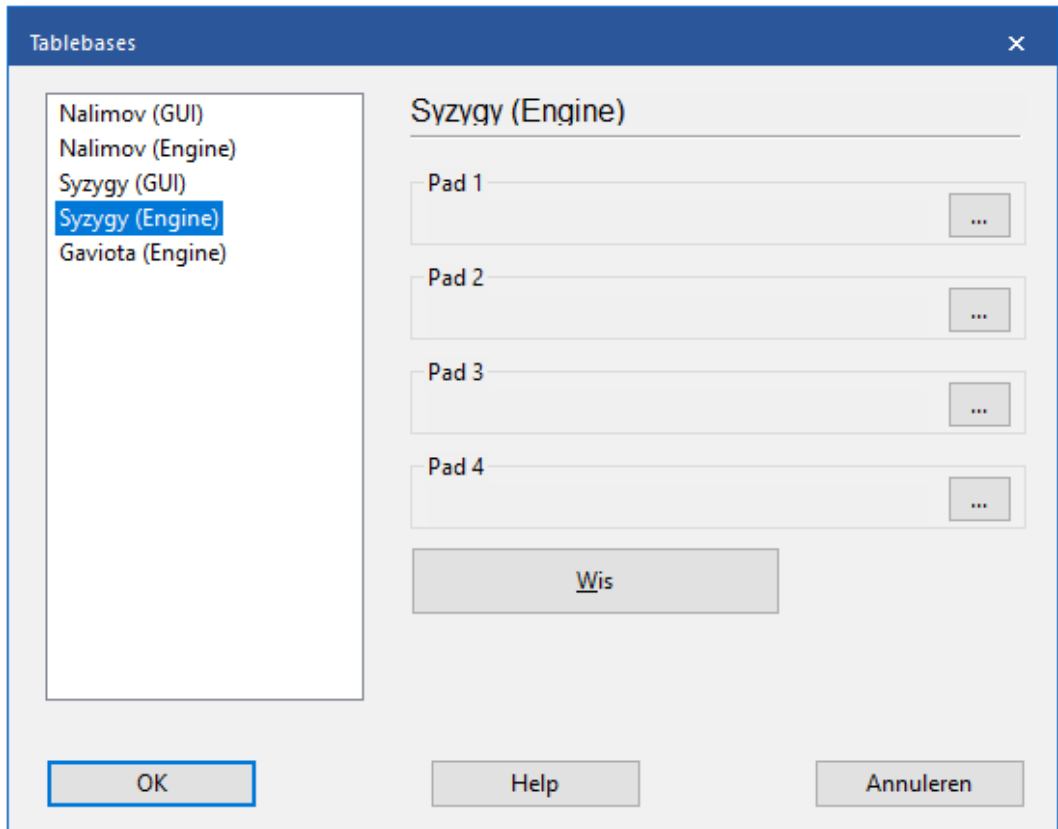 Tablebases
Nalimov (GUI)
Nalimov (Engine)
Syzygy (GUI)
Syzygy (Engine)
Gaviota (Engine)
Syzygy (Engine)
Pad 1
...
Pad 2
...
Pad 3
...
Pad 4
...
Wis
OK
Help
Annuleren